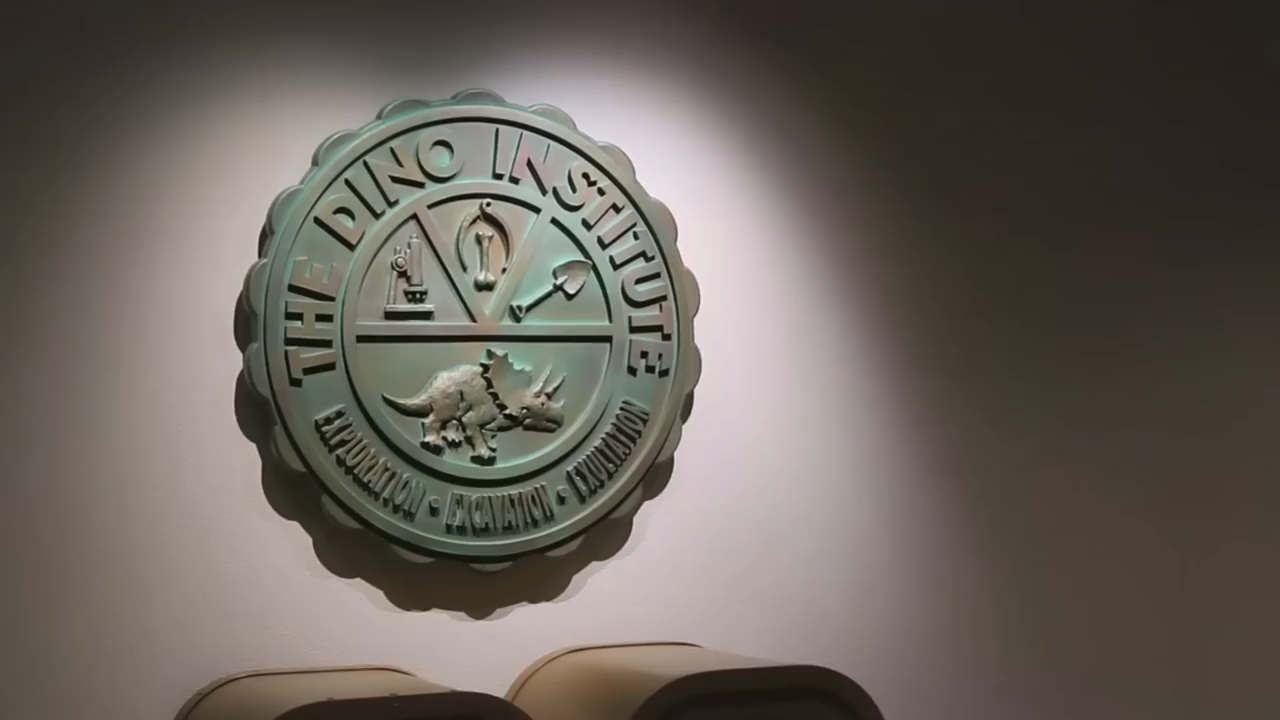 THE DINO INSTITUTE
EXPLORATION • EXCAVATION • EXULTATION